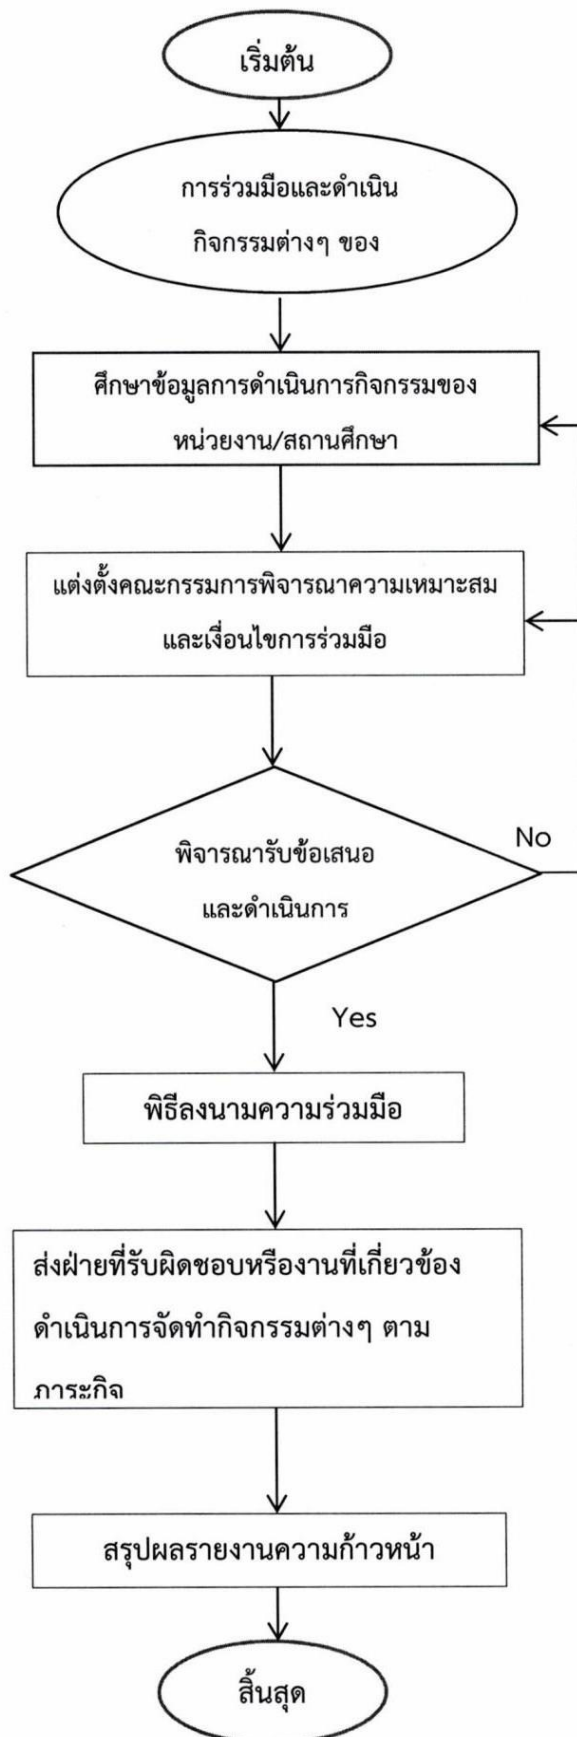 เริ่มต้น
การร่วมมือและดำเนิน
กิจกรรมต่างๆ ของ
ศึกษาข้อมูลการดำเนินการกิจกรรมของ
หน่วยงาน/สถานศึกษา
แต่งตั้งคณะกรรมการพิจารณาความเหมาะสม
และเงื่อนไขการร่วมมือ
พิจารณารับข้อเสนอ
และดำเนินการ
No
Yes
พิธีลงนามความร่วมมือ
ส่งฝ่ายที่รับผิดชอบหรืองานที่เกี่ยวข้อง
ดำเนินการจัดทำกิจกรรมต่างๆ ตาม
ภาระกิจ
สรุปผลรายงานความก้าวหน้า
สิ้นสุด